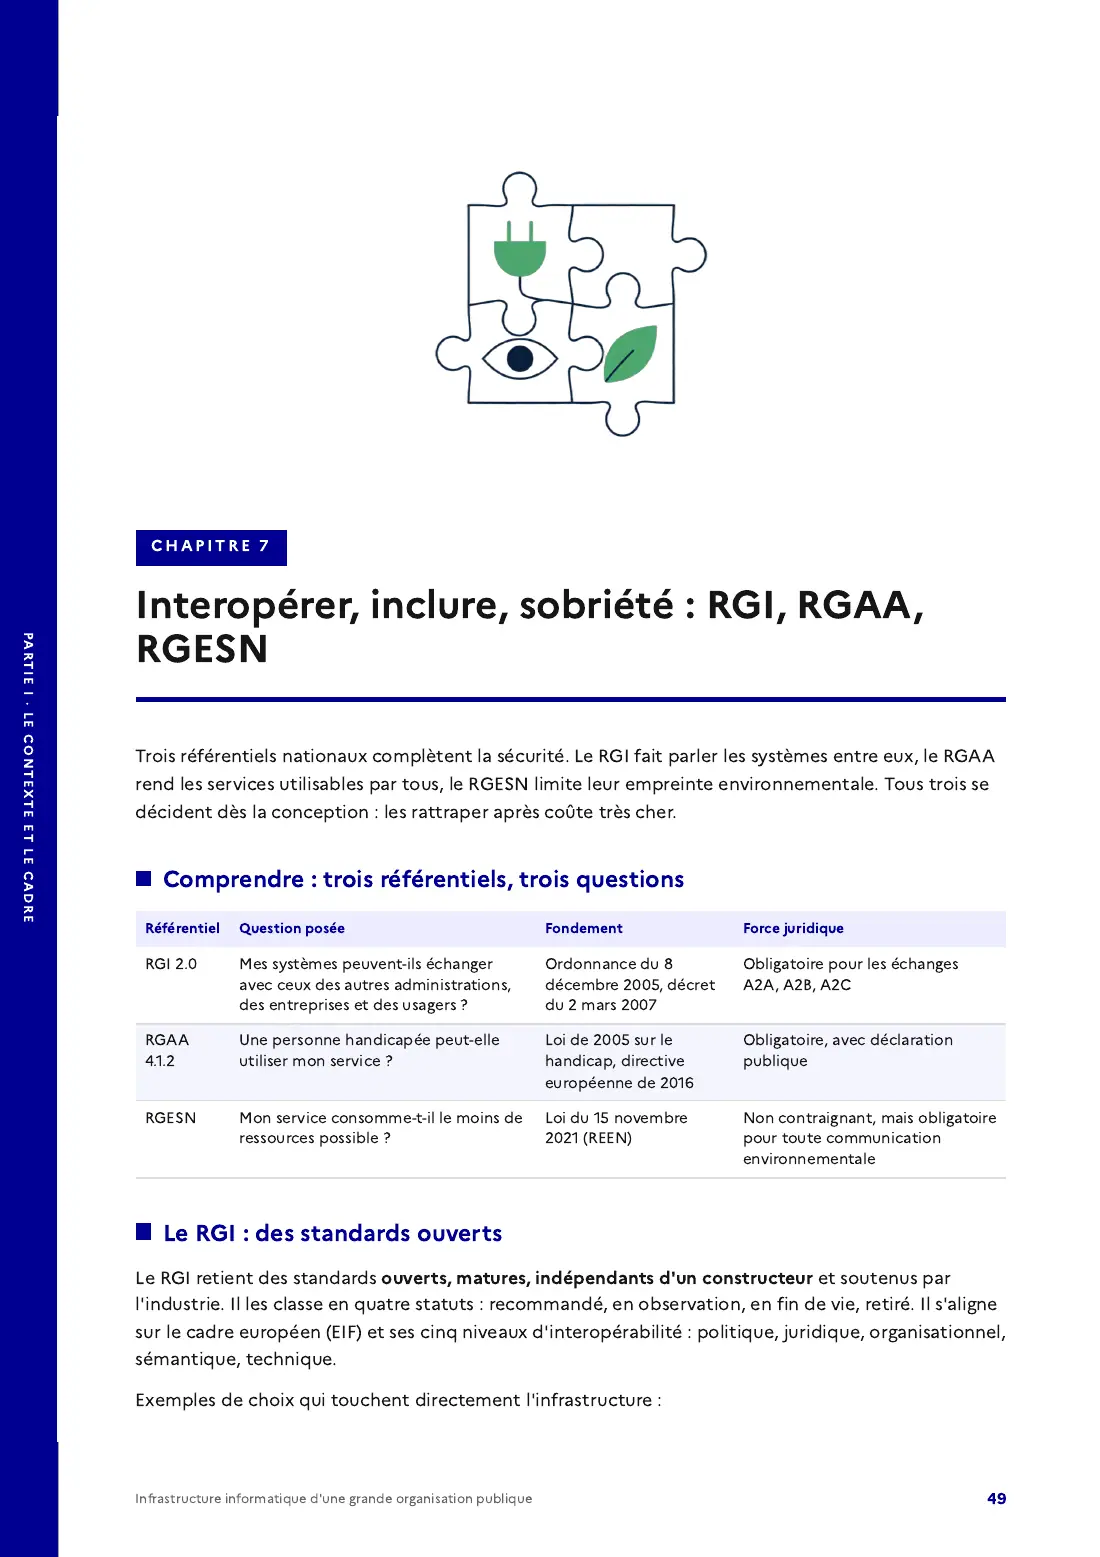 CHAPITRE 7
Interopérer, inclure, sobriété : RGI, RGAA,
RGESN
PARTIE I · LE CONTEXTE ET LE CADRE
Trois référentiels nationaux complètent la sécurité. Le RGI fait parler les systèmes entre eux, le RGAA
rend les services utilisables par tous, le RGESN limite leur empreinte environnementale. Tous trois se
décident dès la conception : les rattraper après coûte très cher.
Comprendre : trois référentiels, trois questions
Référentiel Question posée Fondement Force juridique
RGI 2.0 Mes systèmes peuvent-ils échanger Ordonnance du 8 Obligatoire pour les échanges
avec ceux des autres administrations, décembre 2005, décret A2A, A2B, A2C
des entreprises et des usagers ? du 2 mars 2007
RGAA Une personne handicapée peut-elle Loi de 2005 sur le Obligatoire, avec déclaration
4.1.2 utiliser mon service ? handicap, directive publique
européenne de 2016
RGESN Mon service consomme-t-il le moins de Loi du 15 novembre Non contraignant, mais obligatoire
ressources possible ? 2021 (REEN) pour toute communication
environnementale
Le RGI : des standards ouverts
Le RGI retient des standards ouverts, matures, indépendants d'un constructeur et soutenus par
l'industrie. Il les classe en quatre statuts : recommandé, en observation, en fin de vie, retiré. Il s'aligne
sur le cadre européen (EIF) et ses cinq niveaux d'interopérabilité : politique, juridique, organisationnel,
sémantique, technique.
Exemples de choix qui touchent directement l'infrastructure :
Infrastructure informatique d'une grande organisation publique 49